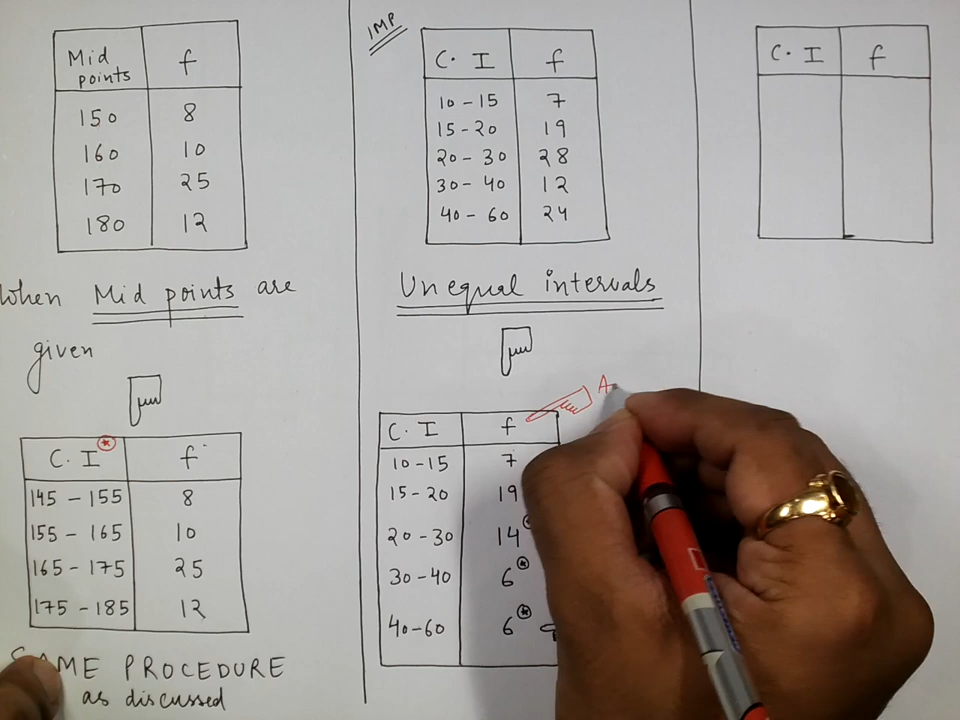 Mid points f
150 8
160 10
170 25
180 12
When Mid points are
given
C. I * f
145 - 155 8
155 - 165 10
165 - 175 25
175 - 185 12
SAME PROCEDURE
as discussed
IMP
C. I f
10 - 15 7
15 - 20 19
20 - 30 28
30 - 40 12
40 - 60 24
Unequal intervals
A
C. I f
10 - 15 7
15 - 20 19
20 - 30 14
30 - 40 6 *
40 - 60 6 *
C. I f